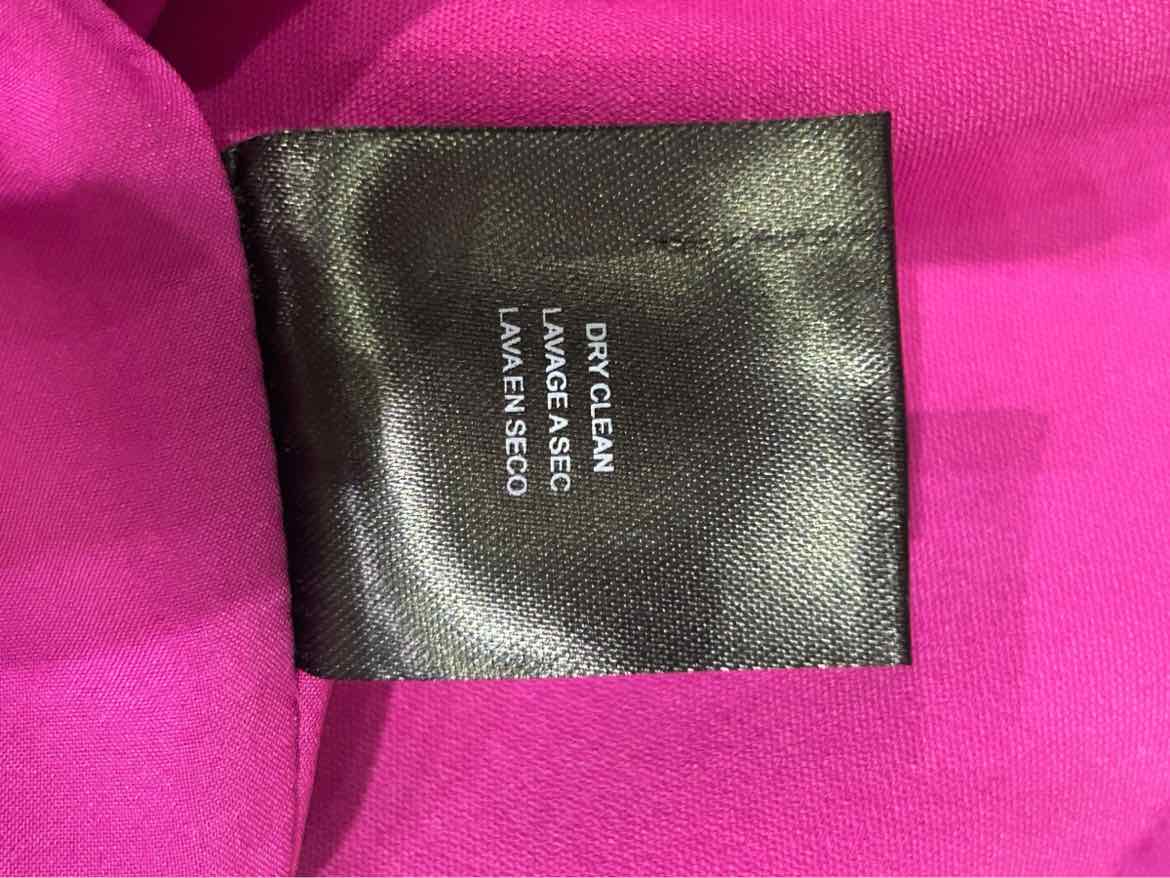 DRY CLEAN
LAVAGE A SEC
LAVA EN SECO